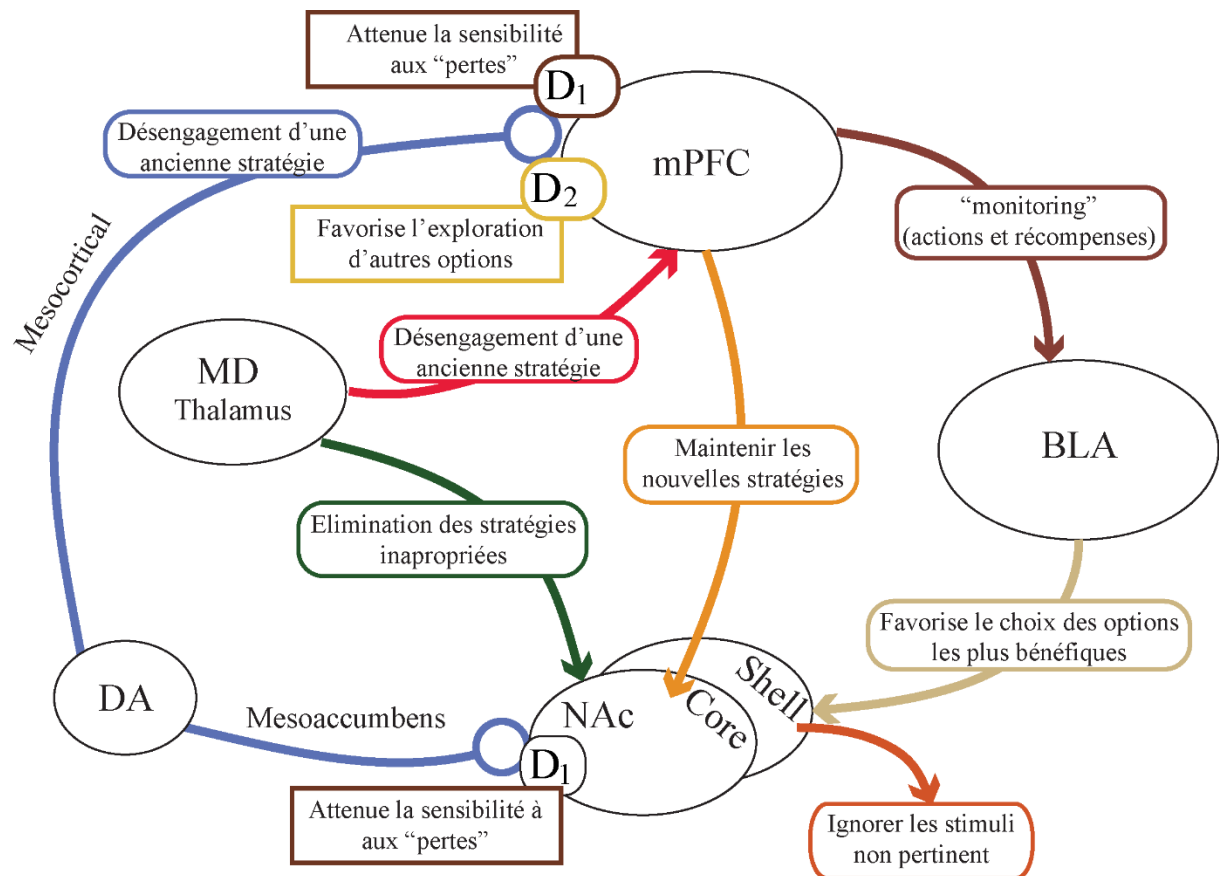 Attenue la sensibilité
aux “pertes”
D1
Désengagement d’une
ancienne stratégie
mPFC
D2
Favorise l’exploration
d’autres options
“monitoring”
(actions et récompenses)
Mesocortical
Désengagement d’une
ancienne stratégie
MD
Thalamus
BLA
Maintenir les
nouvelles stratégies
Elimination des stratégies
inapropriées
Favorise le choix des options
les plus bénéfiques
DA
Mesoaccumbens
NAc
Core
Shell
D1
Attenue la sensibilité à
aux “pertes”
Ignorer les stimuli
non pertinent